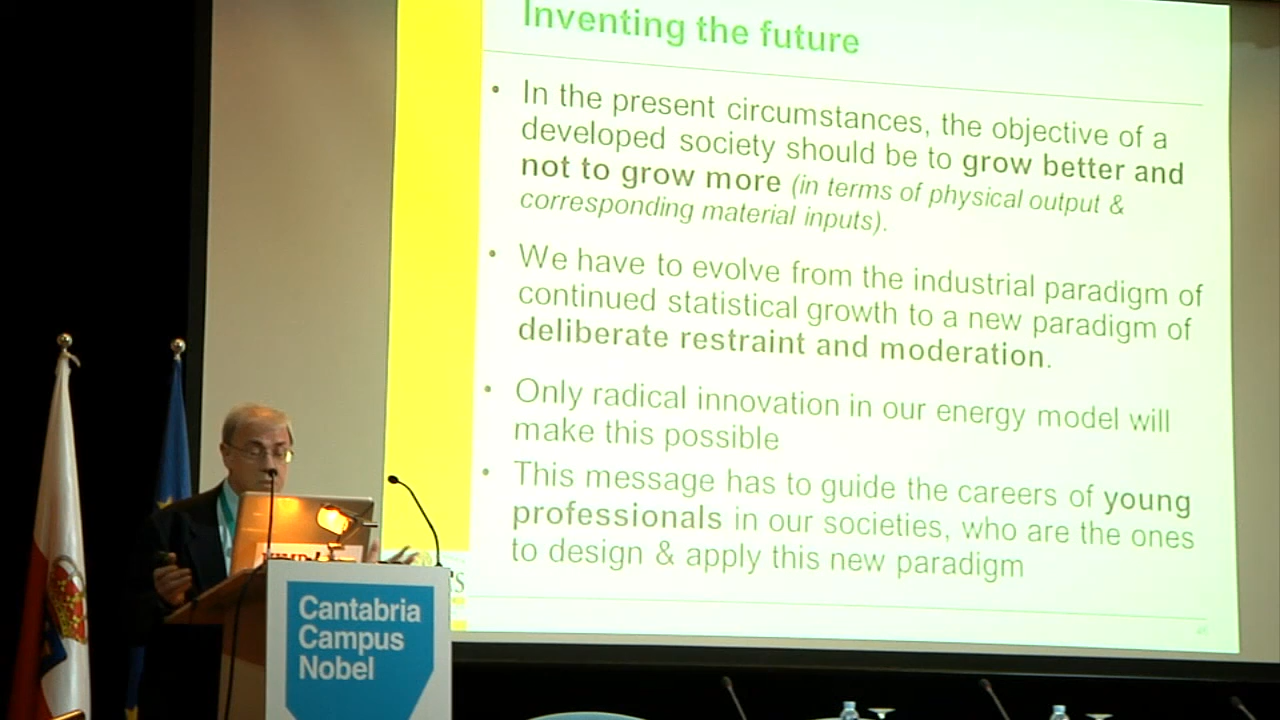 Inventing the future
• In the present circumstances, the objective of a
developed society should be to grow better and
not to grow more (in terms of physical output &
corresponding material inputs).
• We have to evolve from the industrial paradigm of
continued statistical growth to a new paradigm of
deliberate restraint and moderation.
• Only radical innovation in our energy model will
make this possible
• This message has to guide the careers of young
professionals in our societies, who are the ones
to design & apply this new paradigm
Cantabria
Campus
Nobel